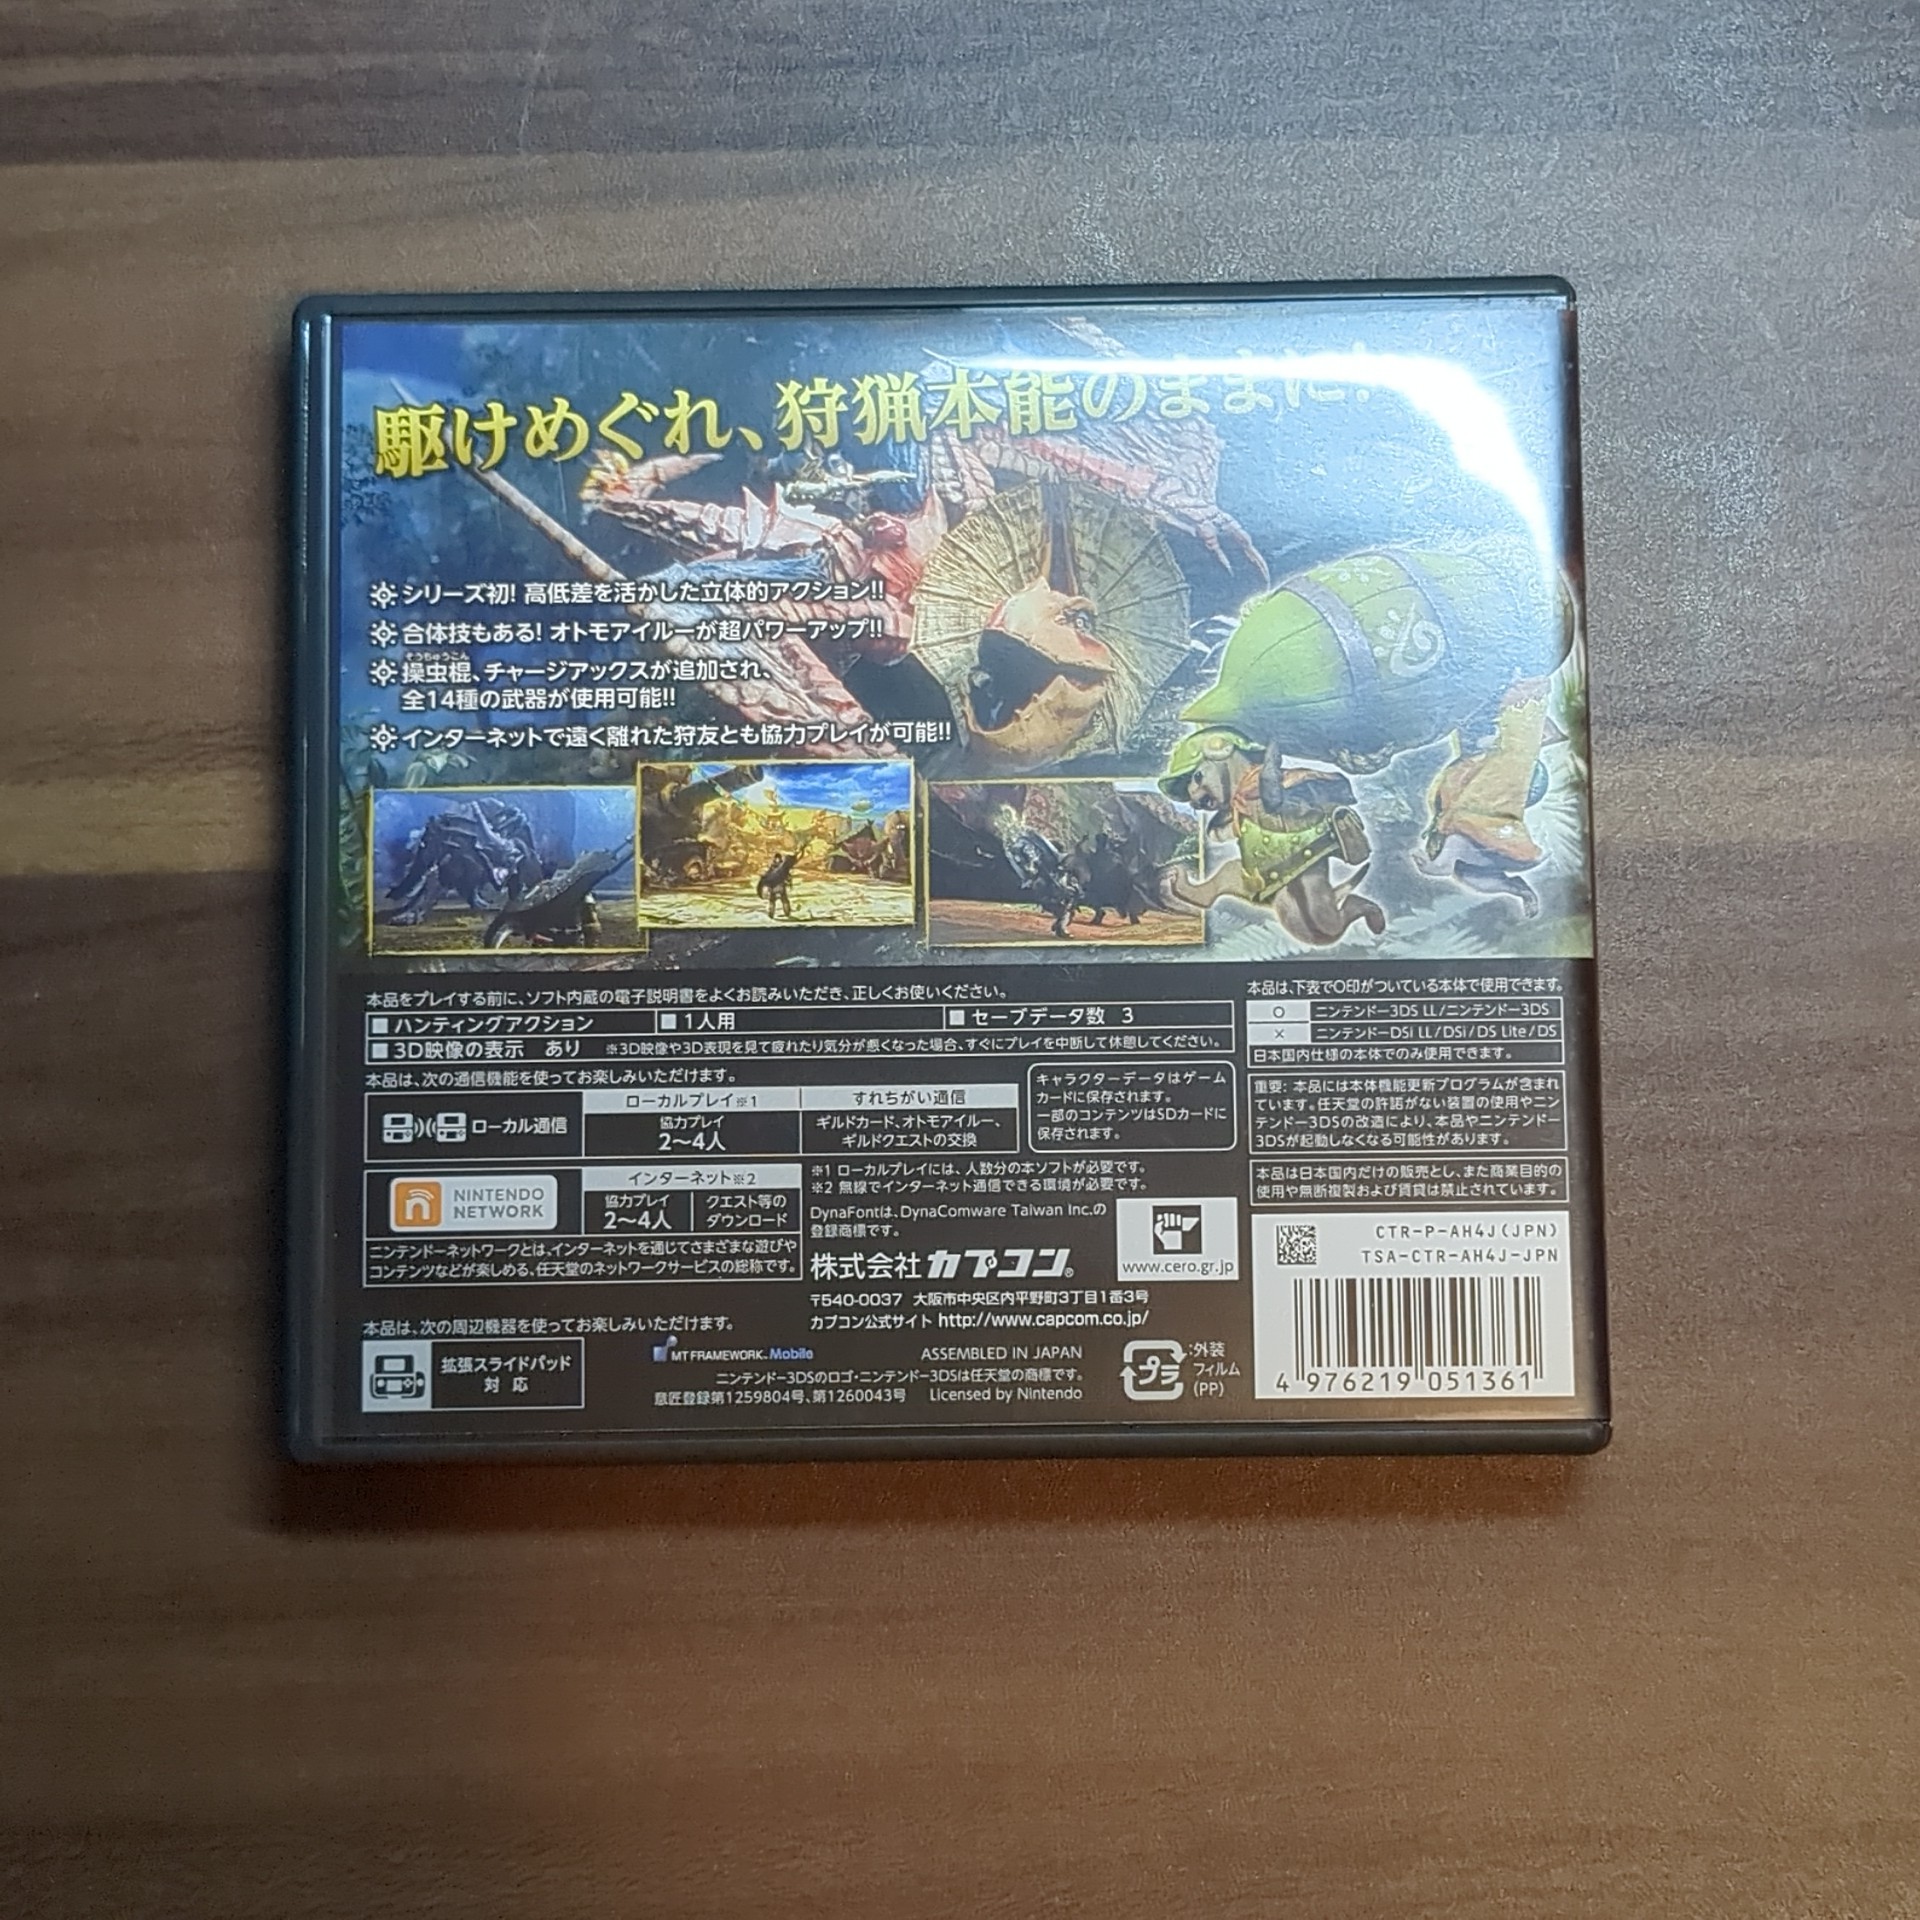 駆けめぐれ、狩猟本能のままに!
シリーズ初! 高低差を活かした立体的アクション!!
合体技もある! オトモアイルーが超パワーアップ!!
そうちゅうこん
操虫棍、チャージアックスが追加され、
全14種の武器が使用可能!!
インターネットで遠く離れた狩友とも協力プレイが可能!!
本品をプレイする前に、ソフト内蔵の電子説明書をよくお読みいただき、正しくお使いください。
■ハンティングアクション ■1人用 ■セーブデータ数 3
■3D映像の表示 あり ※3D映像や3D表現を見て疲れたり気分が悪くなった場合、すぐにプレイを中断して休憩してください。
本品は、次の通信機能を使ってお楽しみいただけます。
ローカル通信
ローカルプレイ※1
協力プレイ
2〜4人
すれちがい通信
ギルドカード、オトモアイルー、
ギルドクエストの交換
キャラクターデータはゲーム
カードに保存されます。
一部のコンテンツはSDカードに
保存されます。
NINTENDO
NETWORK
インターネット※2
協力プレイ
2〜4人
クエスト等の
ダウンロード
ニンテンドーネットワークとは、インターネットを通じてさまざまな遊びや
コンテンツなどが楽しめる、任天堂のネットワークサービスの総称です。
※1 ローカルプレイには、人数分の本ソフトが必要です。
※2 無線でインターネット通信できる環境が必要です。
DynaFontは、DynaComware Taiwan Inc.の
登録商標です。
株式会社カプコン®
〒540-0037 大阪市中央区内平野町3丁目1番3号
カプコン公式サイト http://www.capcom.co.jp/
www.cero.gr.jp
本品は、次の周辺機器を使ってお楽しみいただけます。
拡張スライドパッド
対応
MT FRAMEWORK Mobile
ASSEMBLED IN JAPAN
ニンテンドー3DSのロゴ・ニンテンドー3DSは任天堂の商標です。
意匠登録第1259804号、第1260043号 Licensed by Nintendo
プラ
:外装
フィルム
(PP)
本品は、下表で○印がついている本体で使用できます。
○ ニンテンドー3DS LL/ニンテンドー3DS
× ニンテンドーDSi LL/DSi/DS Lite/DS
日本国内仕様の本体でのみ使用できます。
重要: 本品には本体機能更新プログラムが含まれ
ています。任天堂の許諾がない装置の使用やニン
テンドー3DSの改造により、本品やニンテンドー
3DSが起動しなくなる可能性があります。
本品は日本国内だけの販売とし、また商業目的の
使用や無断複製および賃貸は禁止されています。
CTR-P-AH4J(JPN)
TSA-CTR-AH4J-JPN
4 976219 051361